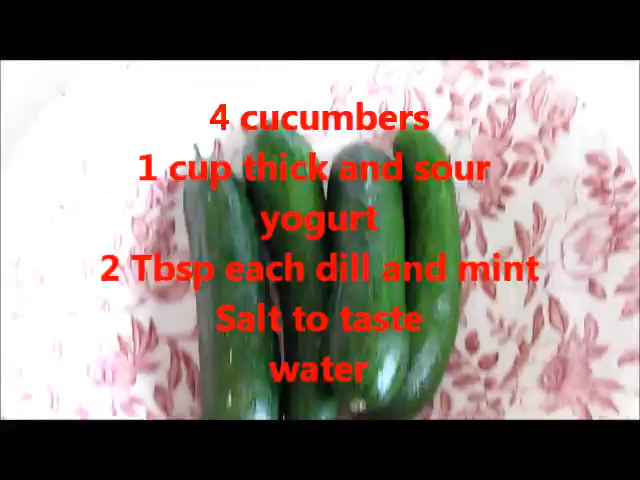 4 cucumbers
1 cup thick and sour
yogurt
2 Tbsp each dill and mint
Salt to taste
water